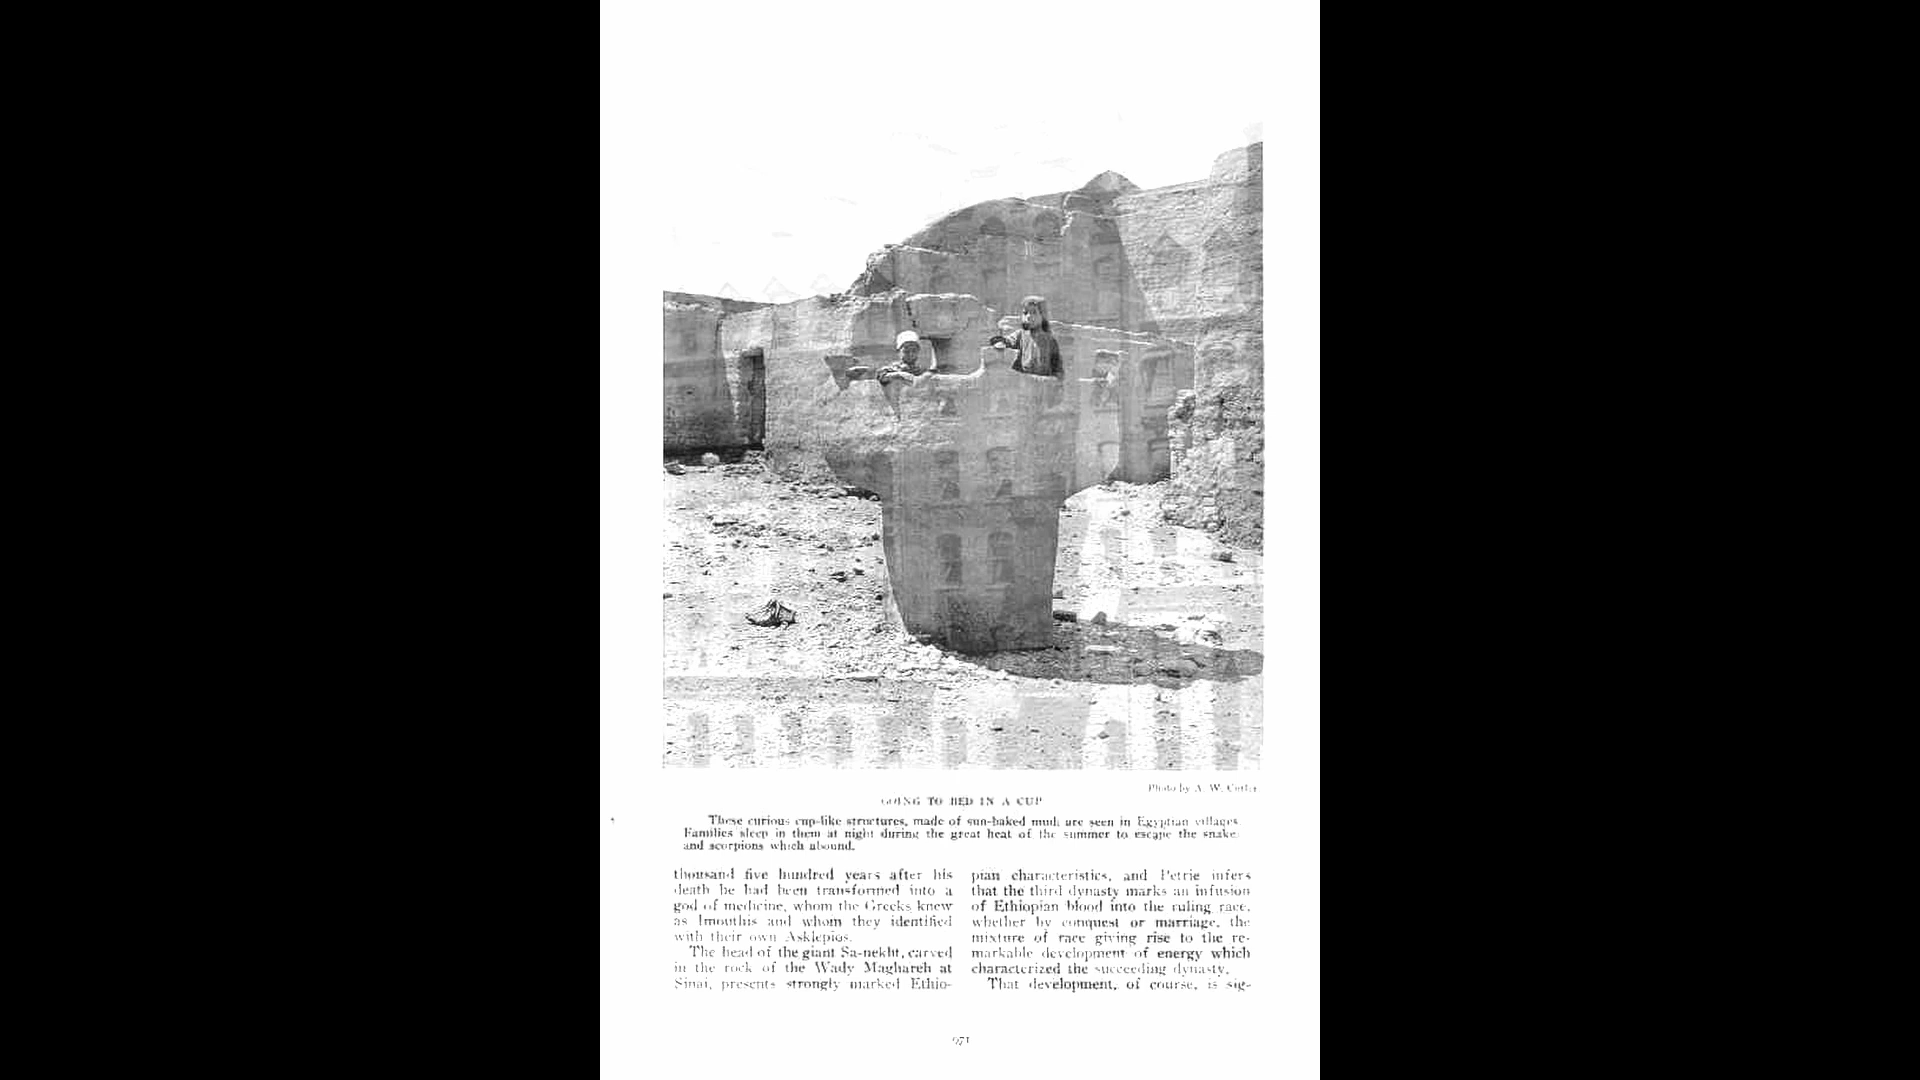 Photo by A. W. Cutler
GOING TO BED IN A CUP
These curious cup-like structures, made of sun-baked mud, are seen in Egyptian villages.
Families sleep in them at night during the great heat of the summer to escape the snakes
and scorpions which abound.
thousand five hundred years after his
death he had been transformed into a
god of medicine, whom the Greeks knew
as Imouthis and whom they identified
with their own Asklepios.
The head of the giant Sa-nekht, carved
in the rock of the Wady Maghareh at
Sinai, presents strongly marked Ethio-
pian characteristics, and Petrie infers
that the third dynasty marks an infusion
of Ethiopian blood into the ruling race,
whether by conquest or marriage, the
mixture of race giving rise to the re-
markable development of energy which
characterized the succeeding dynasty.
That development, of course, is sig-
971